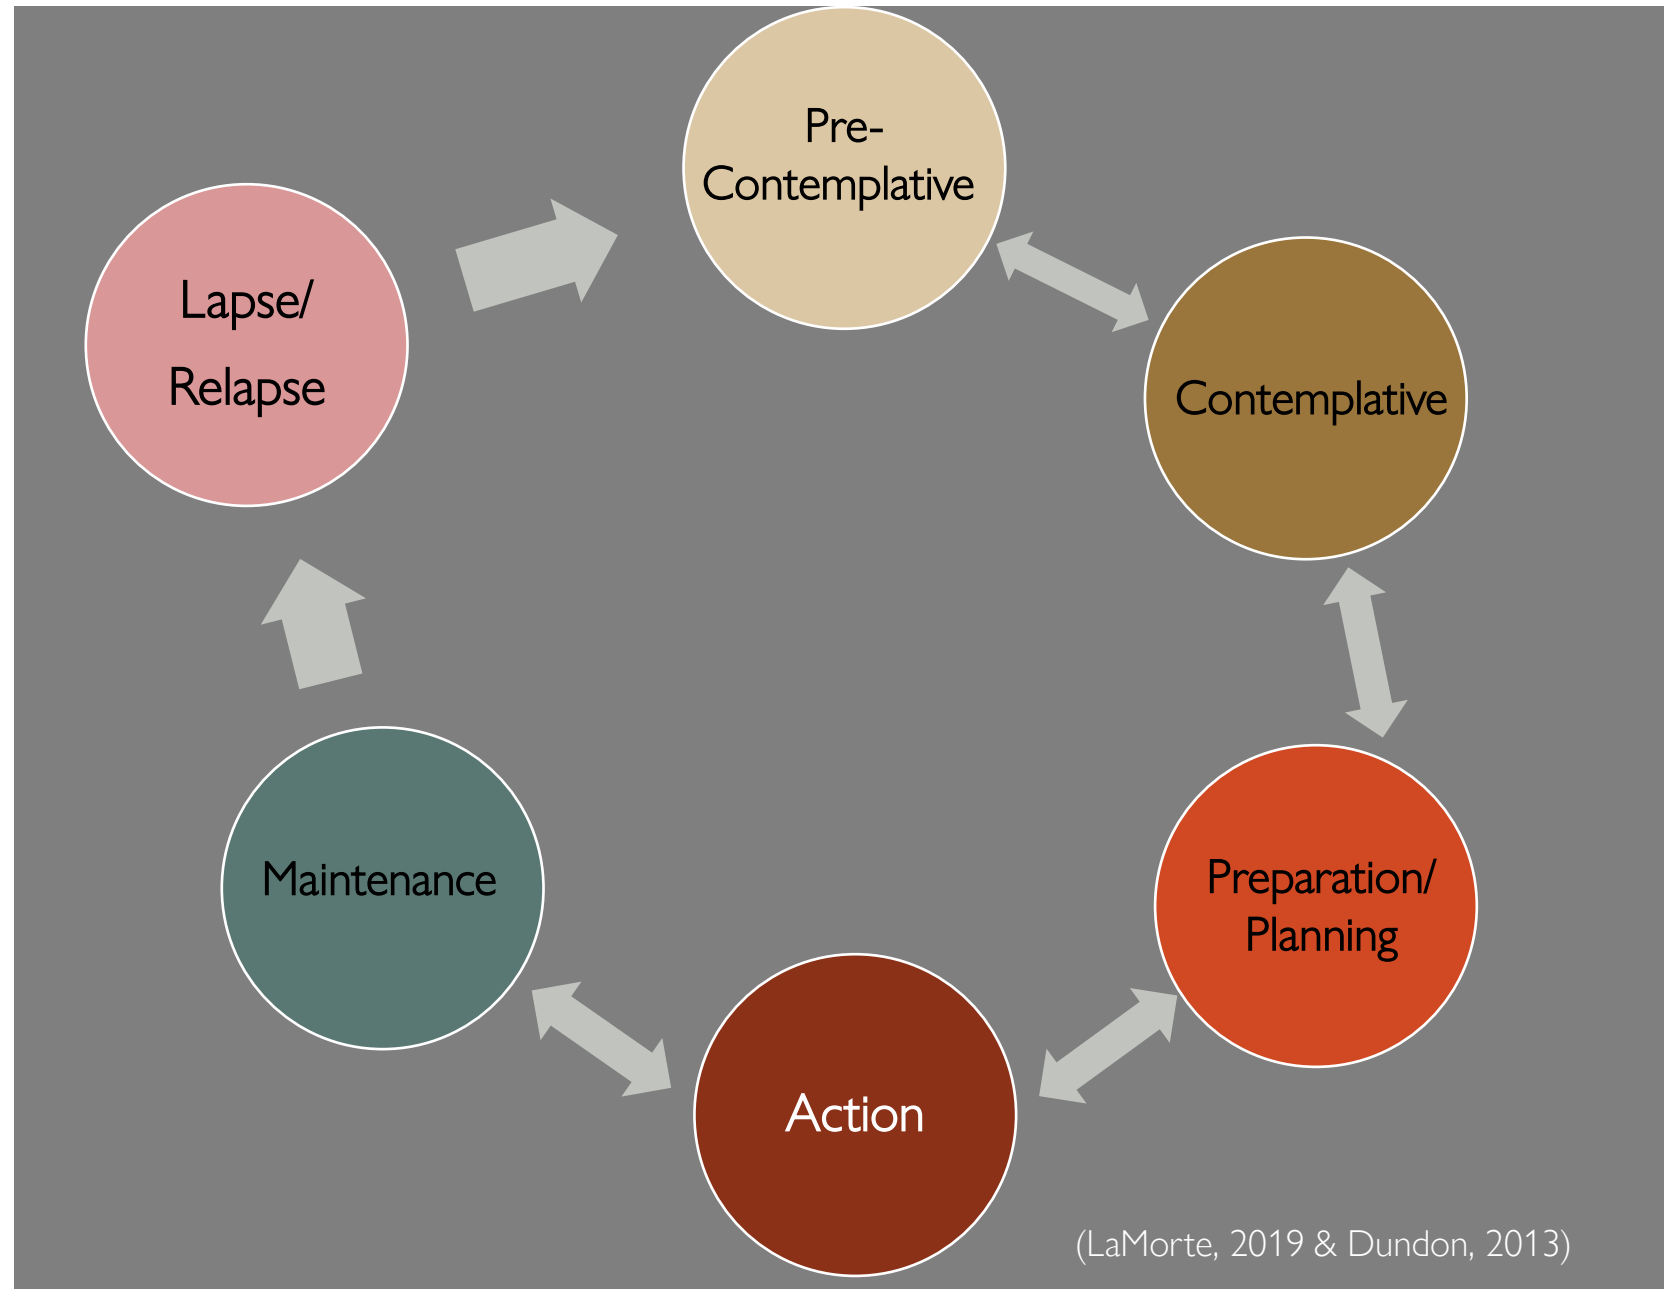 Pre-
Contemplative
Contemplative
Preparation/
Planning
Action
Maintenance
Lapse/
Relapse
(LaMorte, 2019 & Dundon, 2013)